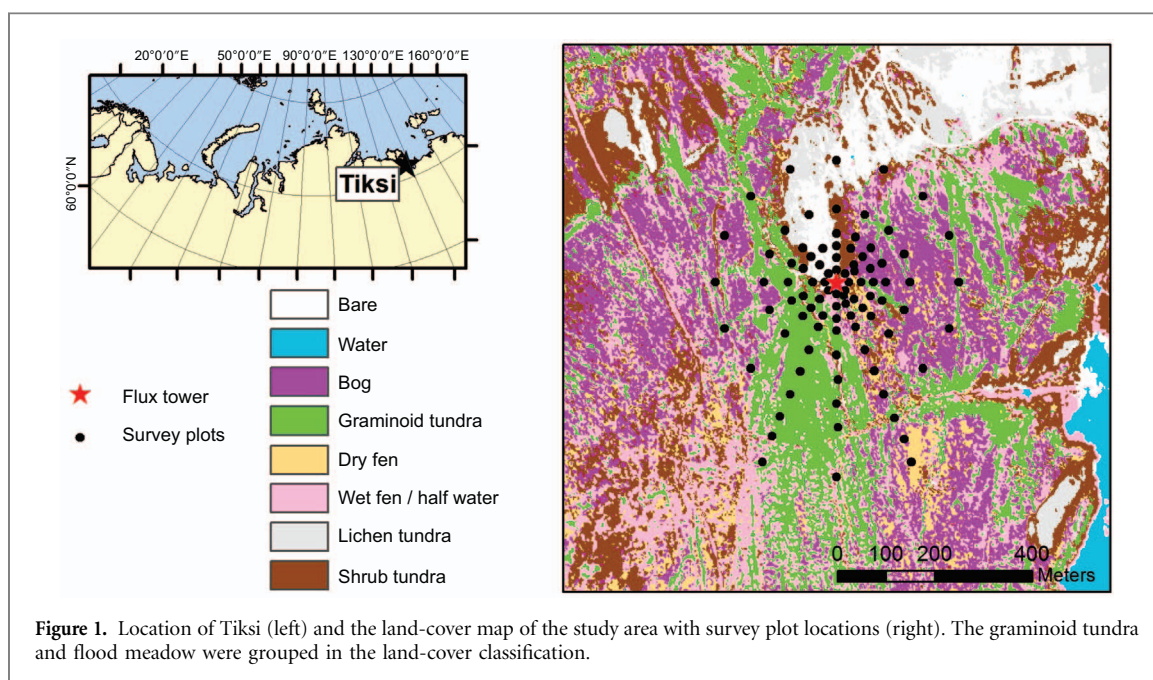 20°0'0"E 50°0'0"E 90°0'0"E 130°0'0"E 160°0'0"E
60°0'0"N
Tiksi
Flux tower
Survey plots
Bare
Water
Bog
Graminoid tundra
Dry fen
Wet fen / half water
Lichen tundra
Shrub tundra
0 100 200 400
Meters
Figure 1. Location of Tiksi (left) and the land-cover map of the study area with survey plot locations (right). The graminoid tundra
and flood meadow were grouped in the land-cover classification.